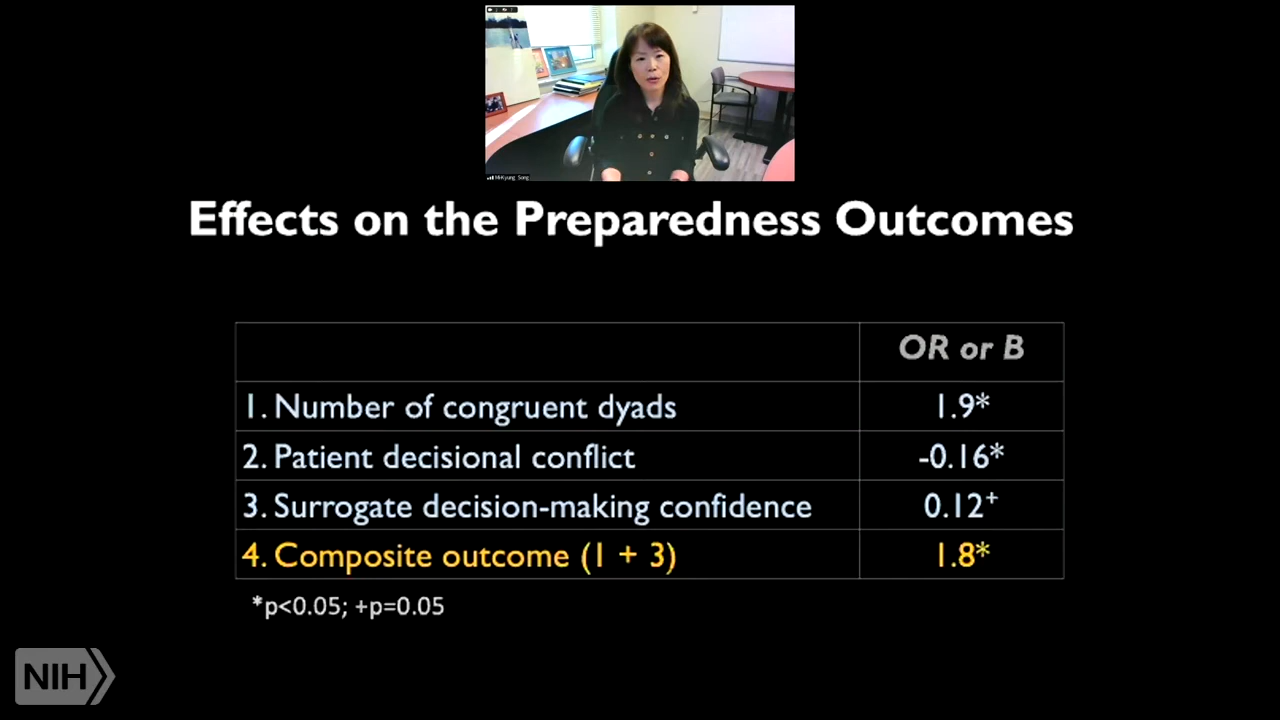 MiKyung Song
Effects on the Preparedness Outcomes
OR or B
1. Number of congruent dyads 1.9*
2. Patient decisional conflict -0.16*
3. Surrogate decision-making confidence 0.12+
4. Composite outcome (1 + 3) 1.8*
*p<0.05; +p=0.05
NIH